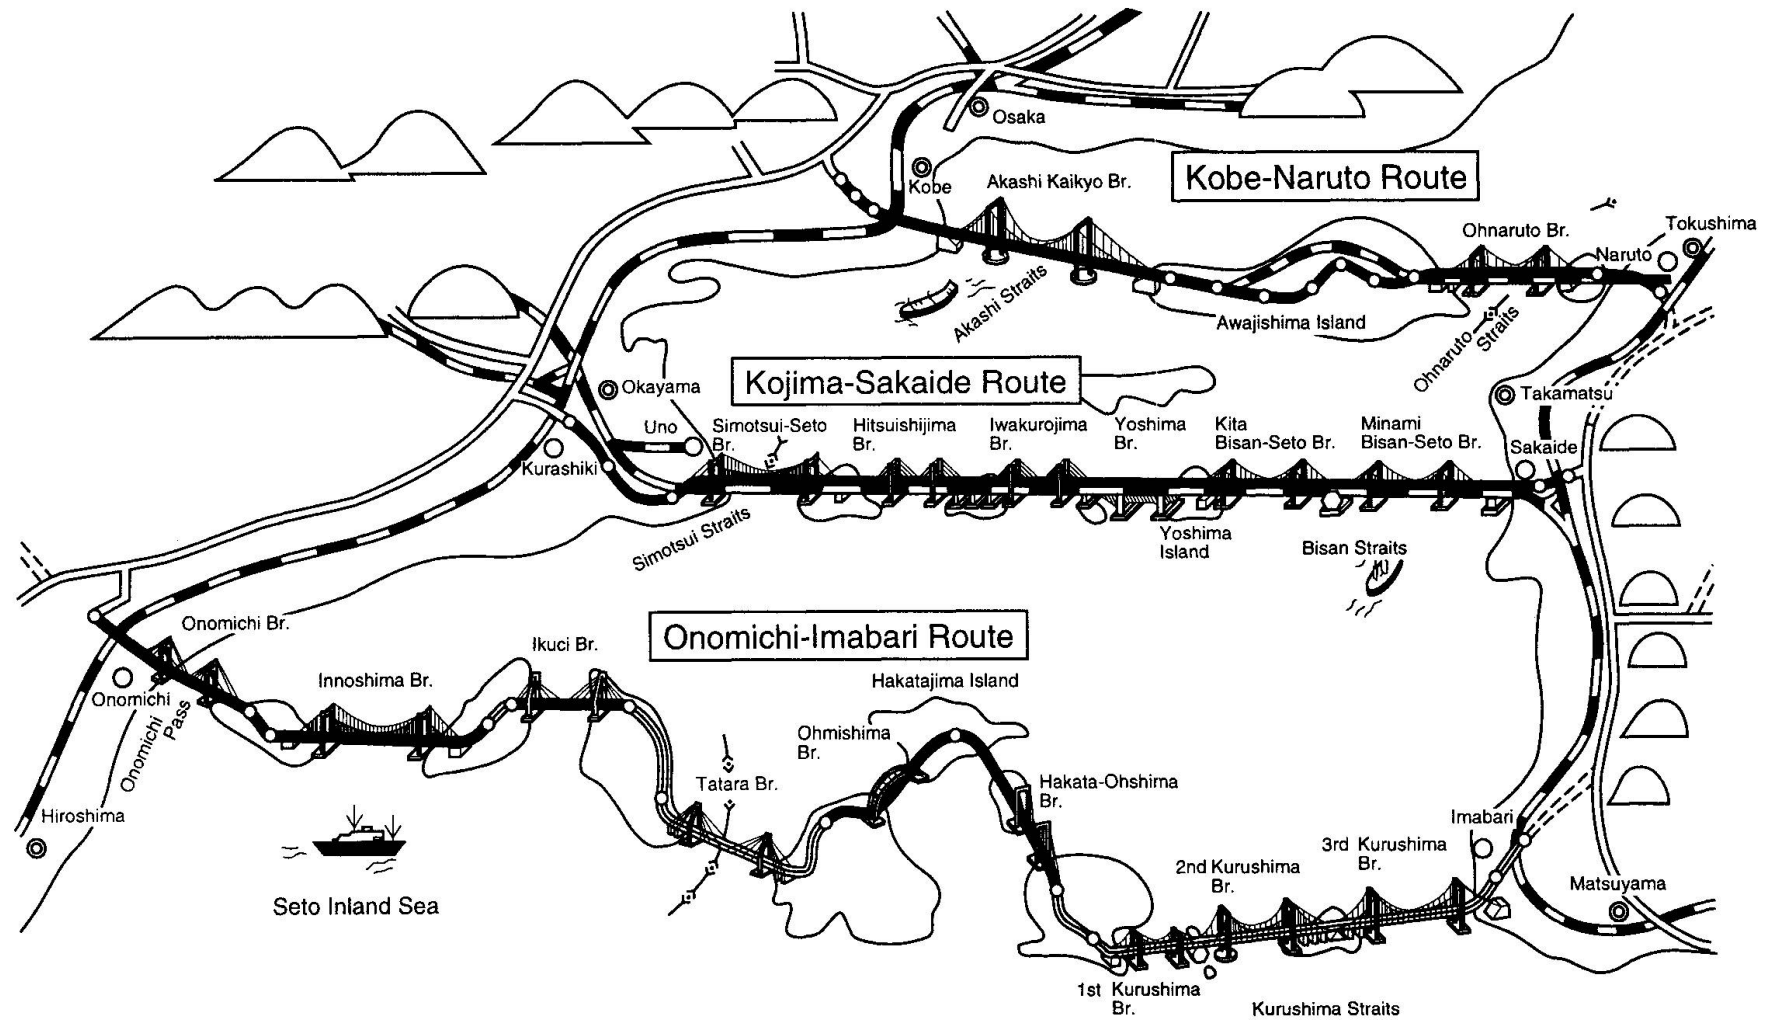 Osaka
Kobe
Akashi Kaikyo Br.
Kobe-Naruto Route
Ohnaruto Br.
Tokushima
Naruto
Akashi Straits
Awajishima Island
Ohnaruto
Straits
Kojima-Sakaide Route
Okayama
Takamatsu
Uno
Simotsui-Seto
Br.
Hitsuishijima
Br.
Iwakurojima
Br.
Yoshima
Br.
Kita
Bisan-Seto Br.
Minami
Bisan-Seto Br.
Sakaide
Kurashiki
Simotsui Straits
Yoshima
Island
Bisan Straits
Onomichi-Imabari Route
Onomichi Br.
Ikuci Br.
Innoshima Br.
Hakatajima Island
Onomichi
Onomichi
Pass
Ohmishima
Br.
Tatara Br.
Hakata-Ohshima
Br.
Hiroshima
Imabari
3rd Kurushima
Br.
2nd Kurushima
Br.
Matsuyama
Seto Inland Sea
1st Kurushima
Br.
Kurushima Straits